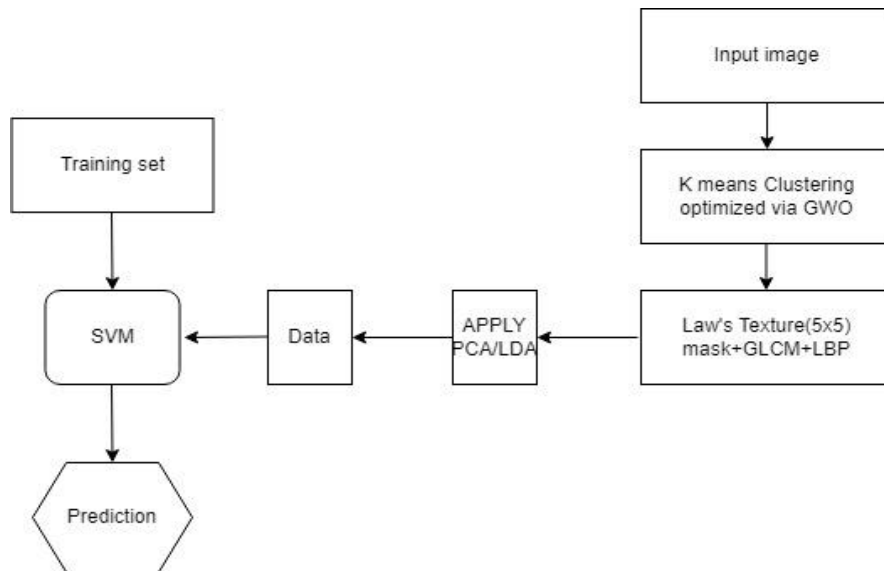 Input image
Training set
K means Clustering
optimized via GWO
SVM
Data
APPLY
PCA/LDA
Law's Texture(5x5)
mask+GLCM+LBP
Prediction